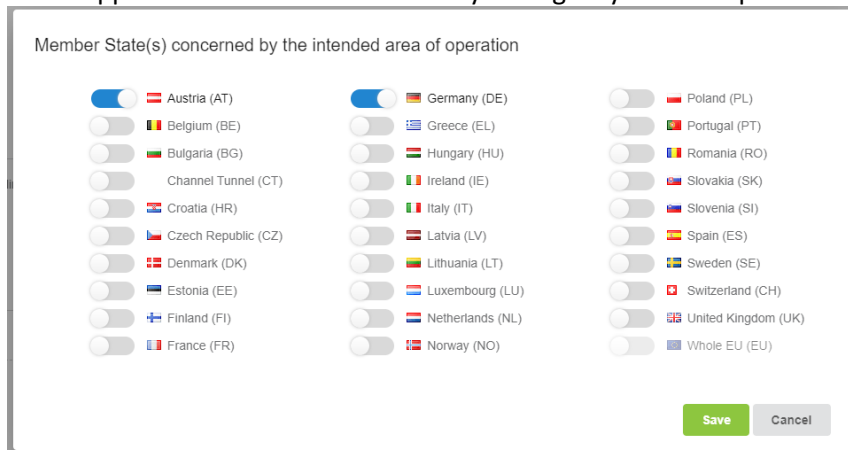 Member State(s) concerned by the intended area of operation
Austria (AT)
Belgium (BE)
Bulgaria (BG)
Channel Tunnel (CT)
Croatia (HR)
Czech Republic (CZ)
Denmark (DK)
Estonia (EE)
Finland (FI)
France (FR)
Germany (DE)
Greece (EL)
Hungary (HU)
Ireland (IE)
Italy (IT)
Latvia (LV)
Lithuania (LT)
Luxembourg (LU)
Netherlands (NL)
Norway (NO)
Poland (PL)
Portugal (PT)
Romania (RO)
Slovakia (SK)
Slovenia (SI)
Spain (ES)
Sweden (SE)
Switzerland (CH)
United Kingdom (UK)
Whole EU (EU)
Save Cancel